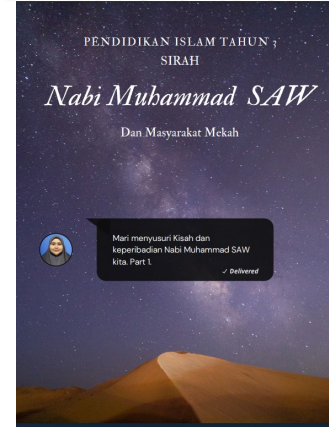 PENDIDIKAN ISLAM TAHUN 3
SIRAH
Nabi Muhammad SAW
Dan Masyarakat Mekah
Mari menyusuri Kisah dan
keperibadian Nabi Muhammad SAW
kita. Part 1.
✓ Delivered